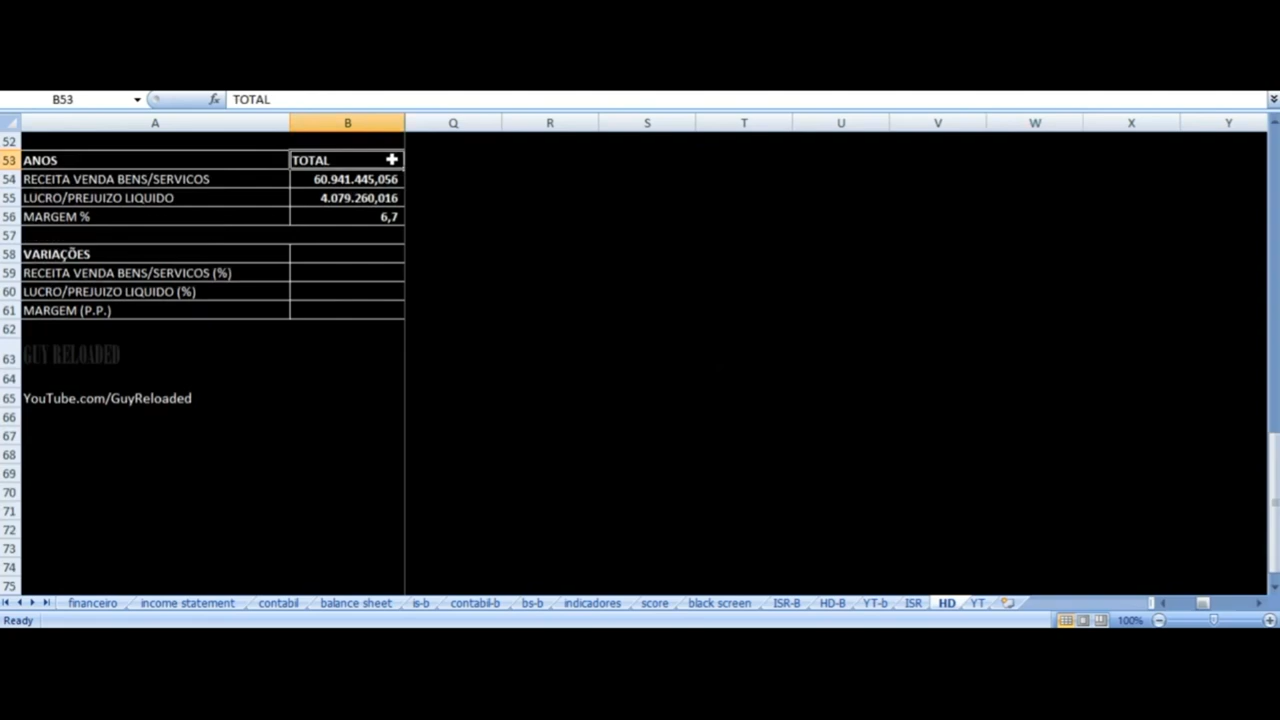 B53 fx TOTAL
A B Q R S T U V W X Y
52
53 ANOS TOTAL
54 RECEITA VENDA BENS/SERVICOS 60.941.445,056
55 LUCRO/PREJUIZO LIQUIDO 4.079.260,016
56 MARGEM % 6,7
57
58 VARIAÇÕES
59 RECEITA VENDA BENS/SERVICOS (%)
60 LUCRO/PREJUIZO LIQUIDO (%)
61 MARGEM (P.P.)
62
63 GUY RELOADED
64
65 YouTube.com/GuyReloaded
66
67
68
69
70
71
72
73
74
75
financeiro income statement contabil balance sheet is-b contabil-b bs-b indicadores score black screen ISR-B HD-B YT-b ISR HD YT
Ready 100%